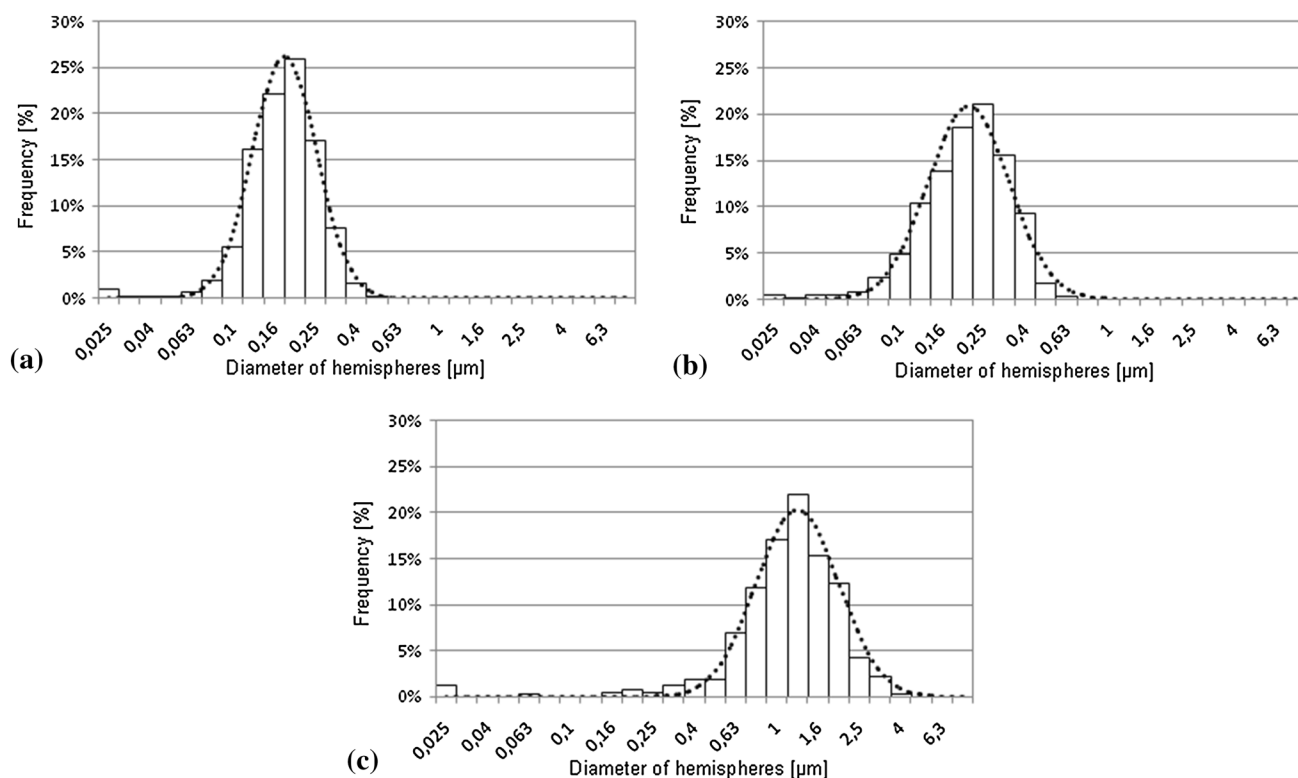 30%
25%
20%
15%
10%
5%
0%
Frequency [%]
0,025 0,04 0,063 0,1 0,16 0,25 0,4 0,63 1 1,6 2,5 4 6,3
Diameter of hemispheres [µm]
(a)
30%
25%
20%
15%
10%
5%
0%
Frequency [%]
0,025 0,04 0,063 0,1 0,16 0,25 0,4 0,63 1 1,6 2,5 4 6,3
Diameter of hemispheres [µm]
(b)
30%
25%
20%
15%
10%
5%
0%
Frequency [%]
0,025 0,04 0,063 0,1 0,16 0,25 0,4 0,63 1 1,6 2,5 4 6,3
Diameter of hemispheres [µm]
(c)